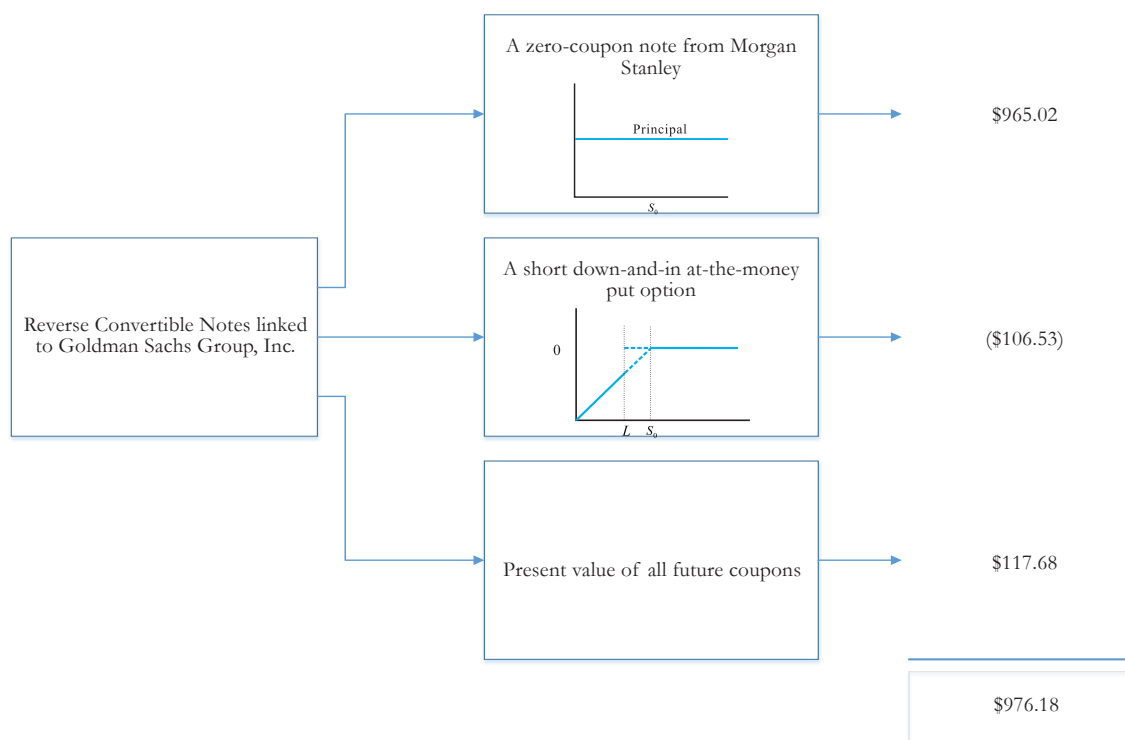 A zero-coupon note from Morgan
Stanley
Principal
S₀
$965.02
Reverse Convertible Notes linked
to Goldman Sachs Group, Inc.
A short down-and-in at-the-money
put option
0
L S₀
($106.53)
Present value of all future coupons
$117.68
$976.18